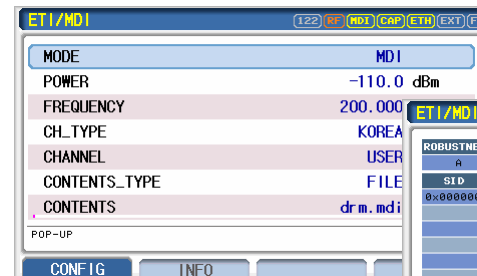 ETI/MDI (122) RF MDI CAP ETH EXT
MODE MDI
POWER -110.0 dBm
FREQUENCY 200.000
CH_TYPE KOREA
CHANNEL USER
CONTENTS_TYPE FILE
CONTENTS drm.mdi
POP-UP
CONFIG INFO
ETI/MDI
ROBUSTNE
A
SID
0x000000